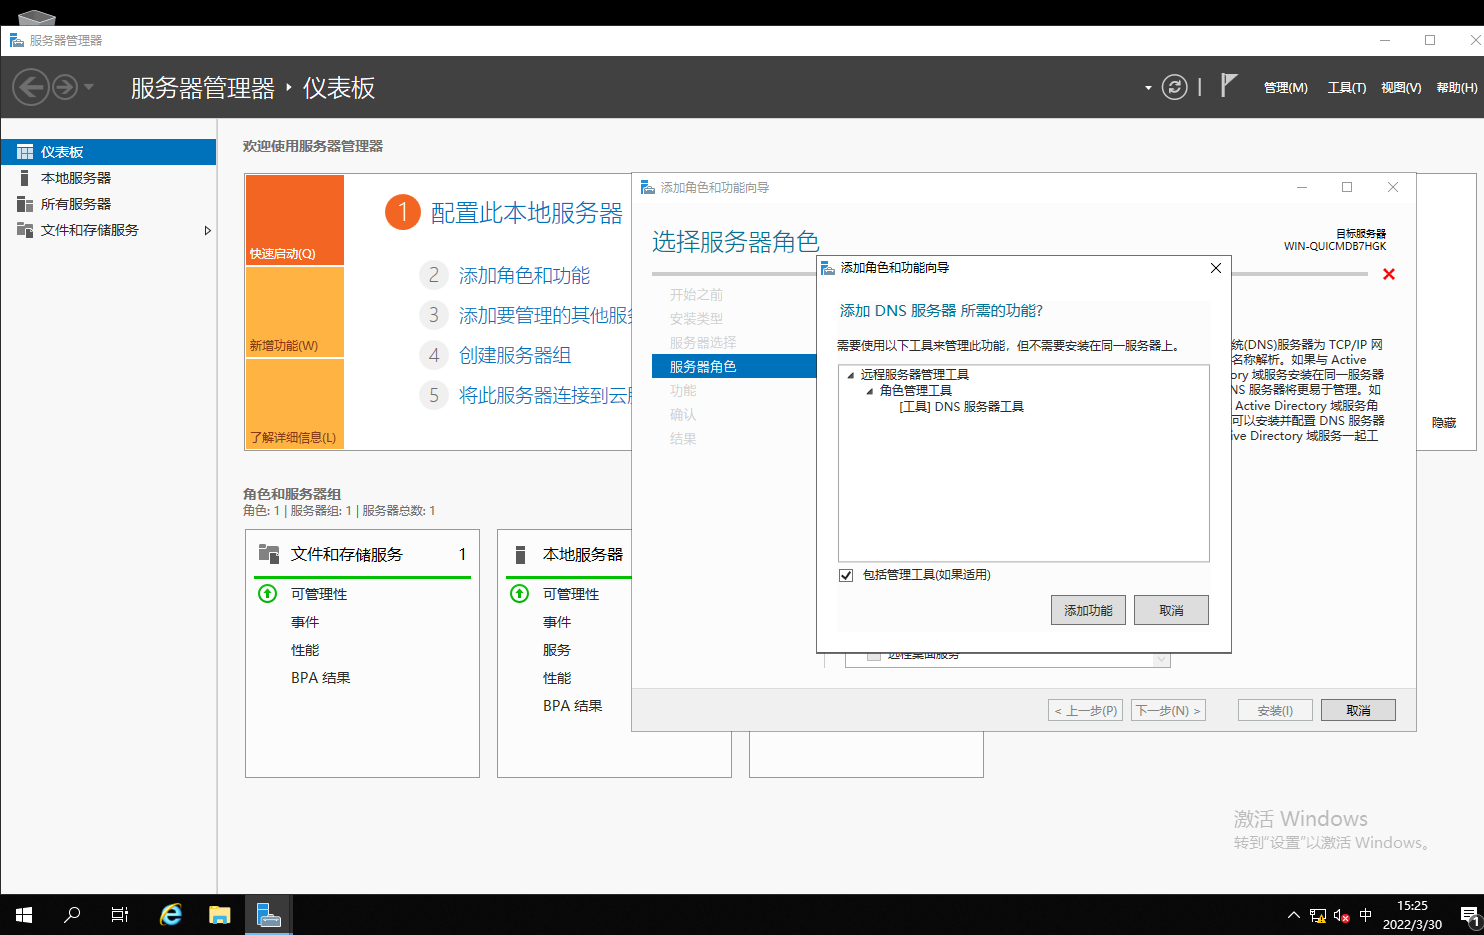 服务器管理器
服务器管理器 · 仪表板
管理(M) 工具(T) 视图(V) 帮助(H)
仪表板
本地服务器
所有服务器
文件和存储服务
欢迎使用服务器管理器
快速启动(Q)
新增功能(W)
了解详细信息(L)
1 配置此本地服务器
2 添加角色和功能
3 添加要管理的其他服务
4 创建服务器组
5 将此服务器连接到云服
隐藏
角色和服务器组
角色: 1 | 服务器组: 1 | 服务器总数: 1
文件和存储服务 1
可管理性
事件
性能
BPA 结果
本地服务器
可管理性
事件
服务
性能
BPA 结果
添加角色和功能向导
选择服务器角色
目标服务器
WIN-QUICMDB7HGK
开始之前
安装类型
服务器选择
服务器角色
功能
确认
结果
统(DNS)服务器为 TCP/IP 网
名称解析。如果与 Active
ory 域服务安装在同一服务器
NS 服务器将更易于管理。如
Active Directory 域服务角
可以安装并配置 DNS 服务器
ive Directory 域服务一起工
远程桌面服务
< 上一步(P)
下一步(N) >
安装(I)
取消
添加角色和功能向导
添加 DNS 服务器 所需的功能?
需要使用以下工具来管理此功能，但不需要安装在同一服务器上。
远程服务器管理工具
角色管理工具
[工具] DNS 服务器工具
包括管理工具(如果适用)
添加功能
取消
激活 Windows
转到"设置"以激活 Windows。
中
15:25
2022/3/30
1